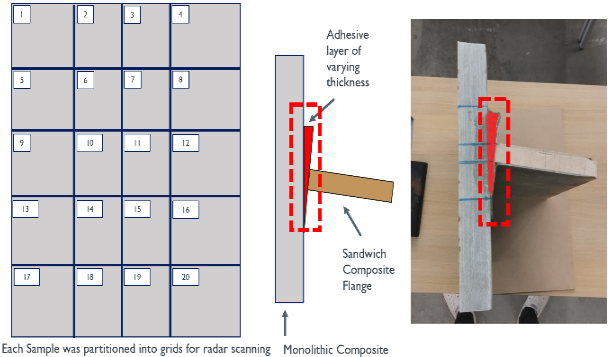 1 2 3 4
5 6 7 8
9 10 11 12
13 14 15 16
17 18 19 20
Each Sample was partitioned into grids for radar scanning
Adhesive
layer of
varying
thickness
Sandwich
Composite
Flange
Monolithic Composite